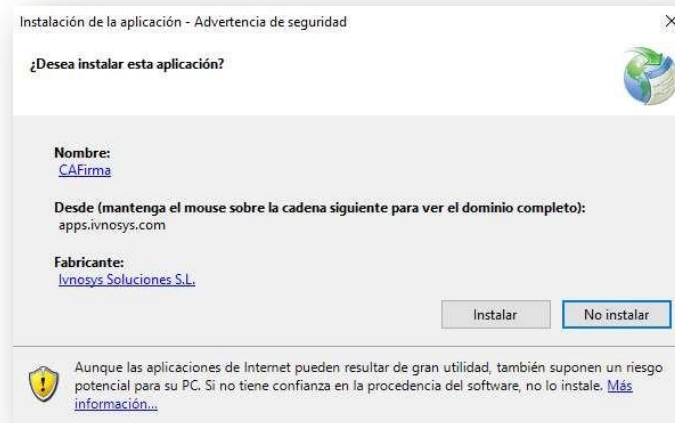 Instalación de la aplicación - Advertencia de seguridad
¿Desea instalar esta aplicación?
Nombre:
CAFirma
Desde (mantenga el mouse sobre la cadena siguiente para ver el dominio completo):
apps.ivnosys.com
Fabricante:
Ivnosys Soluciones S.L.
Instalar
No instalar
Aunque las aplicaciones de Internet pueden resultar de gran utilidad, también suponen un riesgo
potencial para su PC. Si no tiene confianza en la procedencia del software, no lo instale. Más
información...